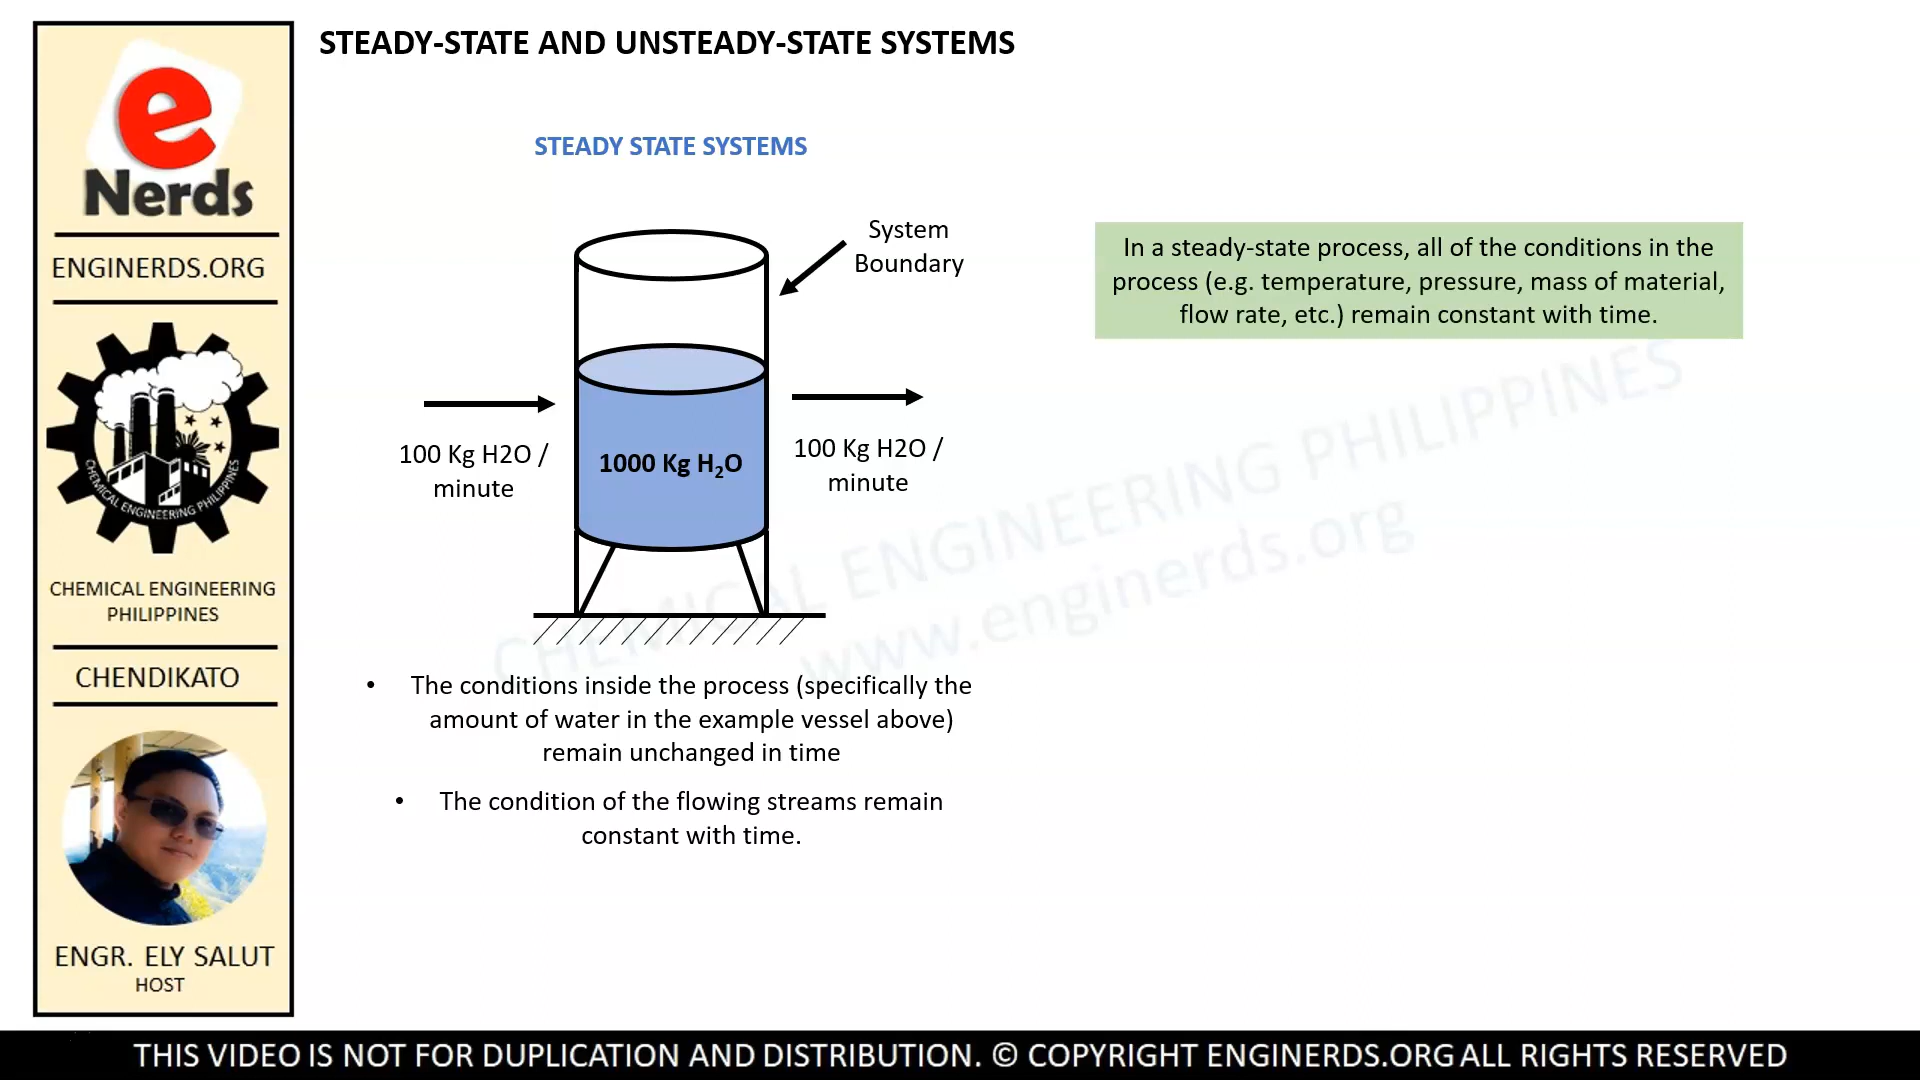 e
Nerds
ENGINERDS.ORG
CHEMICAL ENGINEERING PHILIPPINES
CHEMICAL ENGINEERING
PHILIPPINES
CHENDIKATO
ENGR. ELY SALUT
HOST
STEADY-STATE AND UNSTEADY-STATE SYSTEMS
STEADY STATE SYSTEMS
System
Boundary
100 Kg H2O /
minute
1000 Kg H₂O
100 Kg H2O /
minute
• The conditions inside the process (specifically the
amount of water in the example vessel above)
remain unchanged in time
• The condition of the flowing streams remain
constant with time.
In a steady-state process, all of the conditions in the
process (e.g. temperature, pressure, mass of material,
flow rate, etc.) remain constant with time.
CHEMICAL ENGINEERING PHILIPPINES
www.enginerds.org
THIS VIDEO IS NOT FOR DUPLICATION AND DISTRIBUTION. © COPYRIGHT ENGINERDS.ORG ALL RIGHTS RESERVED